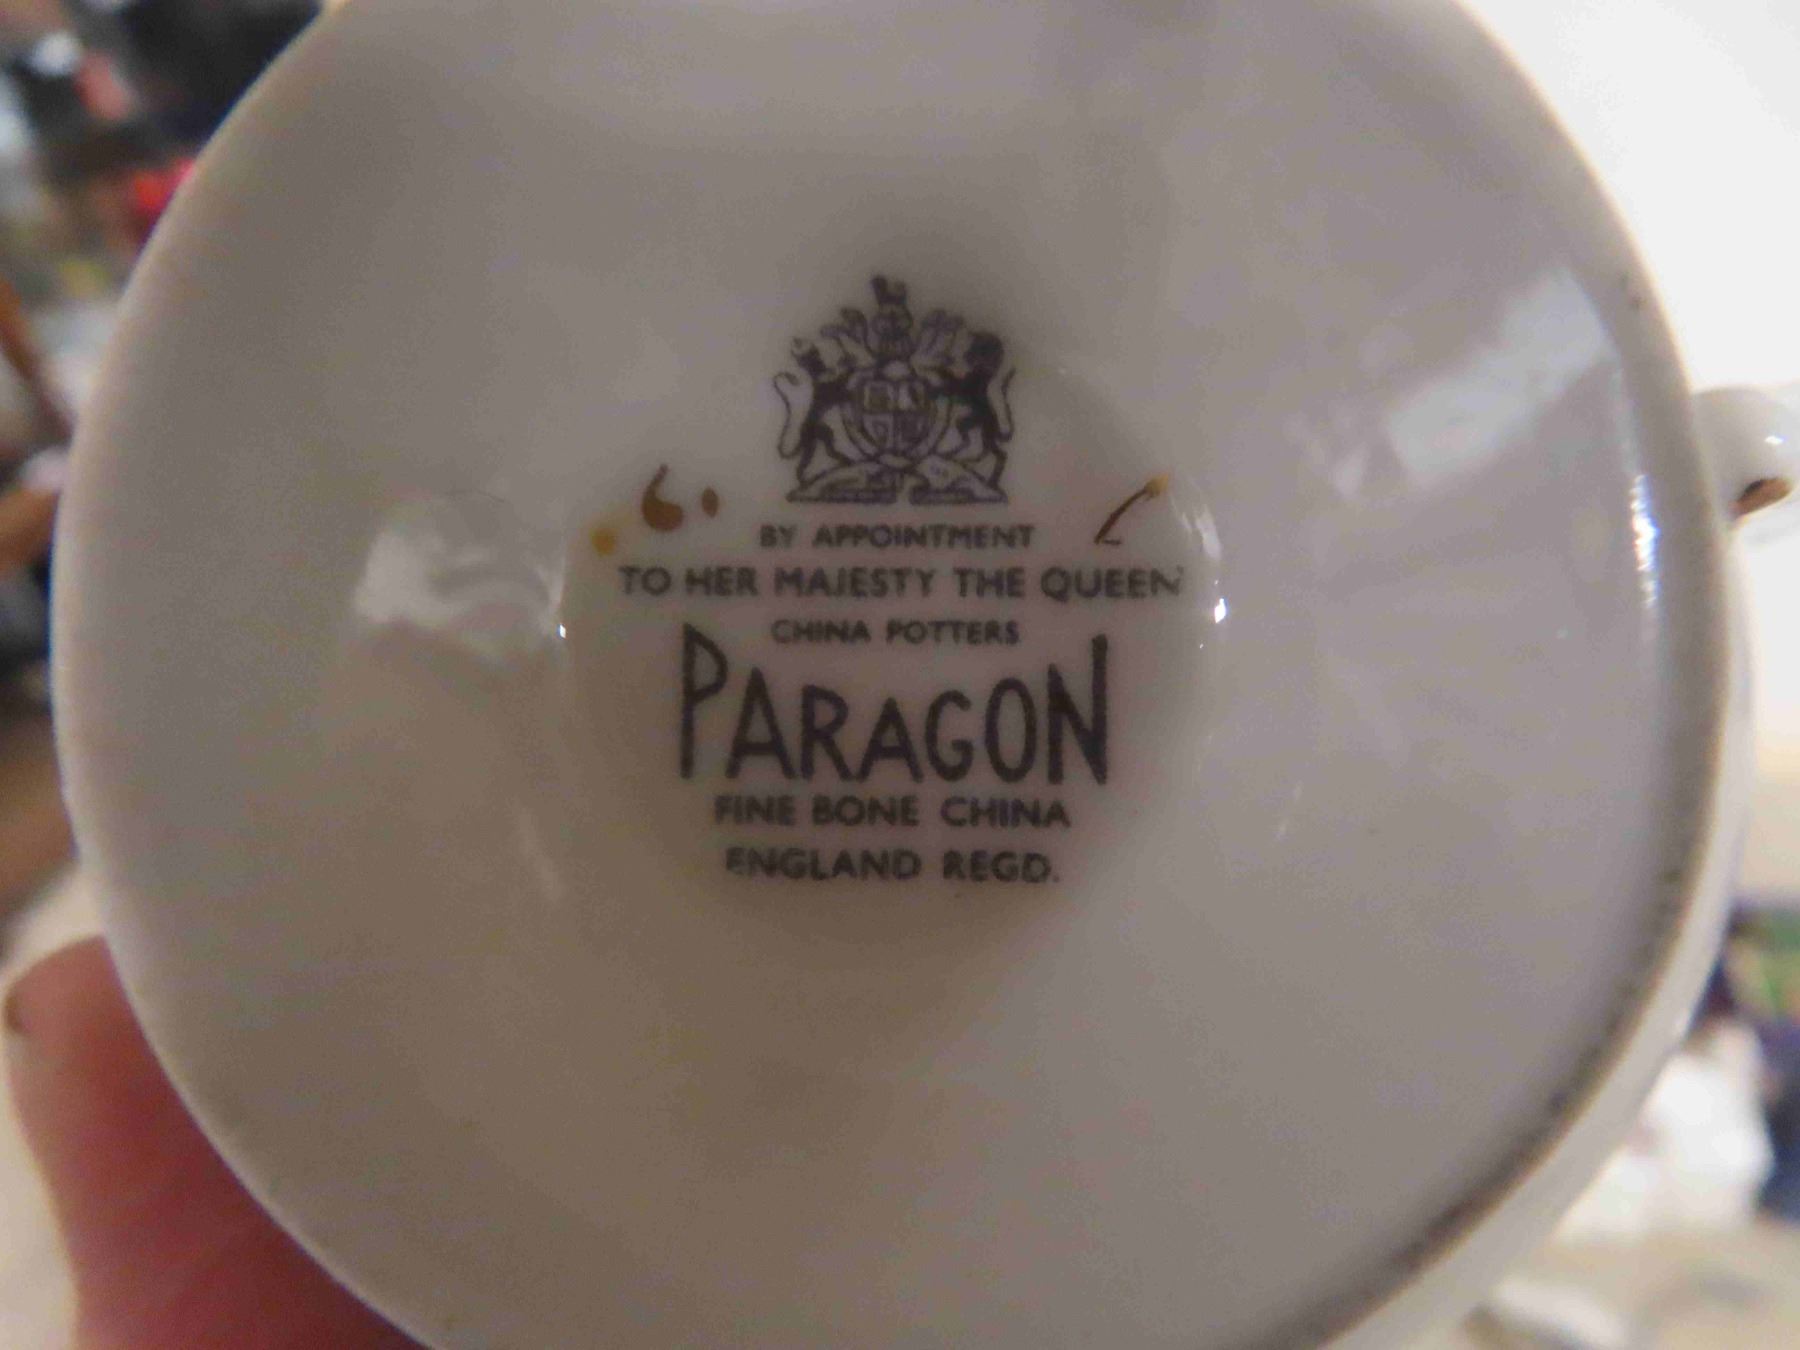 BY APPOINTMENT
TO HER MAJESTY THE QUEEN
CHINA POTTERS
PARAGON
FINE BONE CHINA
ENGLAND REGD.